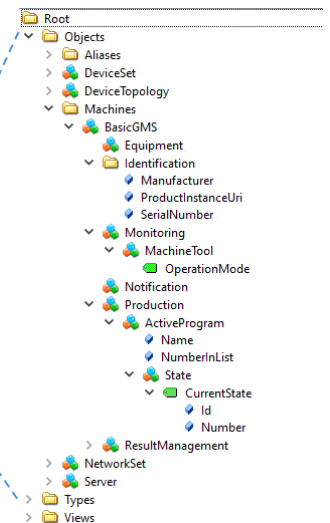 Root
Objects
Aliases
DeviceSet
DeviceTopology
Machines
BasicGMS
Equipment
Identification
Manufacturer
ProductInstanceUri
SerialNumber
Monitoring
MachineTool
OperationMode
Notification
Production
ActiveProgram
Name
NumberInList
State
CurrentState
Id
Number
ResultManagement
NetworkSet
Server
Types
Views